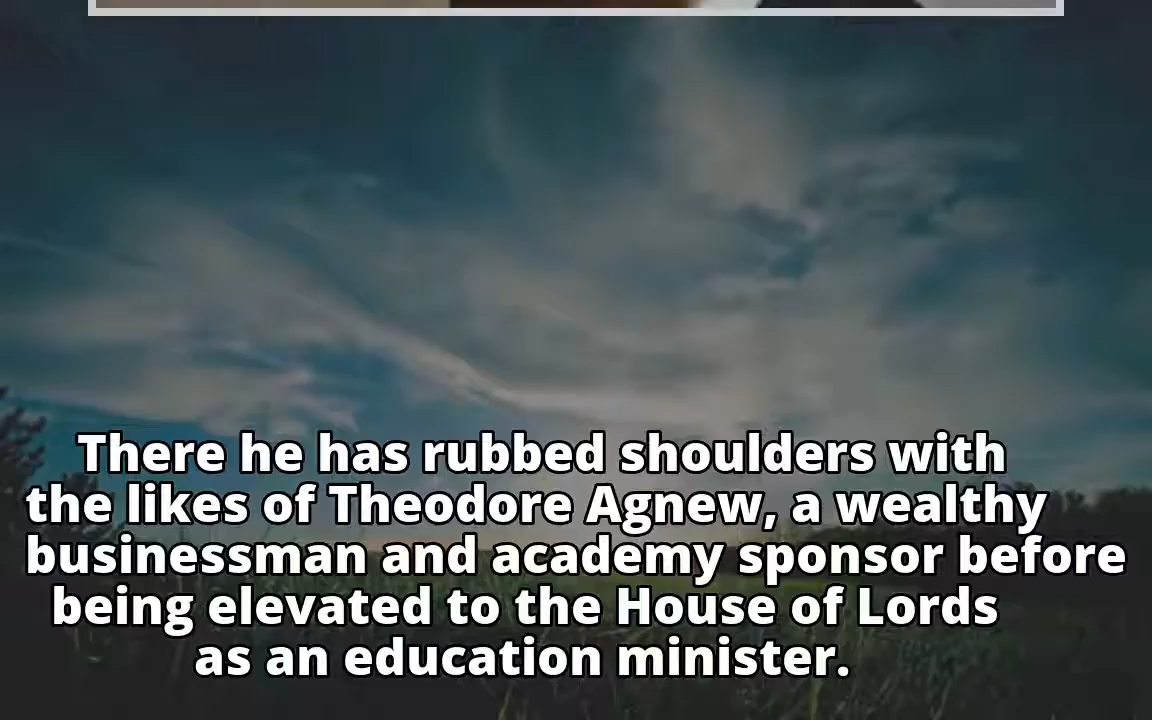 There he has rubbed shoulders with
the likes of Theodore Agnew, a wealthy
businessman and academy sponsor before
being elevated to the House of Lords
as an education minister.